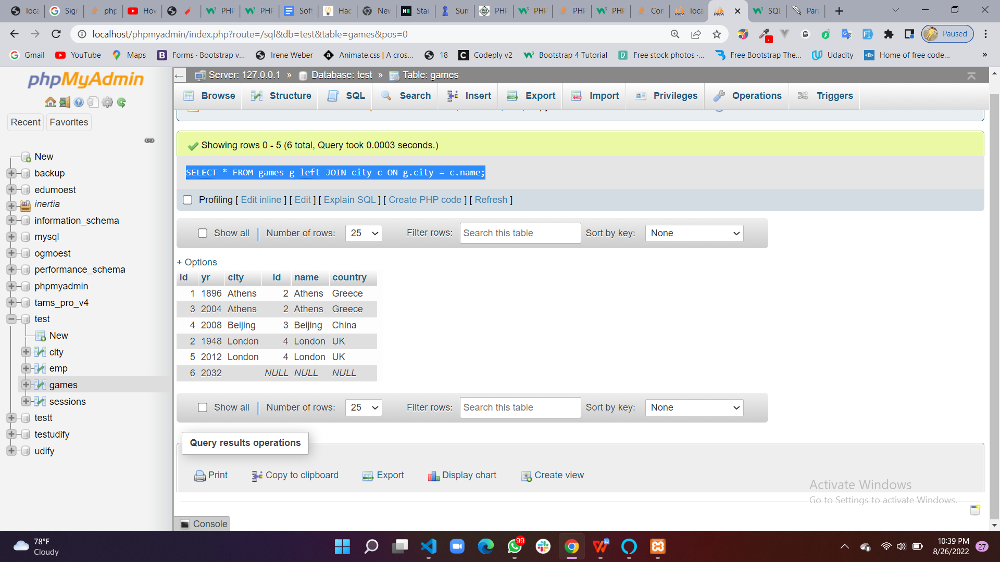 loca
Sign
php
How
PHP
PHP
Soft
Hac
New
Stai
Sum
PHP
PHP
PHP
PHP
Con
loca
SQL
Para
localhost/phpmyadmin/index.php?route=/sql&db=test&table=games&pos=0
Paused
Gmail YouTube Maps Forms · Bootstrap v... Irene Weber Animate.css | A cros... 18 Codeply v2 Bootstrap 4 Tutorial Free stock photos ·... Free Bootstrap The... Udacity Home of free code... »
phpMyAdmin
Recent Favorites
New
backup
edumoest
inertia
information_schema
mysql
ogmoest
performance_schema
phpmyadmin
tams_pro_v4
test
New
city
emp
games
sessions
testt
testudify
udify
Server: 127.0.0.1 » Database: test » Table: games
Browse Structure SQL Search Insert Export Import Privileges Operations Triggers
Showing rows 0 - 5 (6 total, Query took 0.0003 seconds.)
SELECT * FROM games g left JOIN city c ON g.city = c.name;
Profiling [ Edit inline ] [ Edit ] [ Explain SQL ] [ Create PHP code ] [ Refresh ]
Show all | Number of rows: 25 Filter rows: Search this table Sort by key: None
+ Options
id yr city id name country
1 1896 Athens 2 Athens Greece
3 2004 Athens 2 Athens Greece
4 2008 Beijing 3 Beijing China
2 1948 London 4 London UK
5 2012 London 4 London UK
6 2032 NULL NULL NULL
Show all | Number of rows: 25 Filter rows: Search this table Sort by key: None
Query results operations
Print Copy to clipboard Export Display chart Create view
Activate Windows
Go to Settings to activate Windows.
Console
78°F
Cloudy
99
10:39 PM
8/26/2022
27